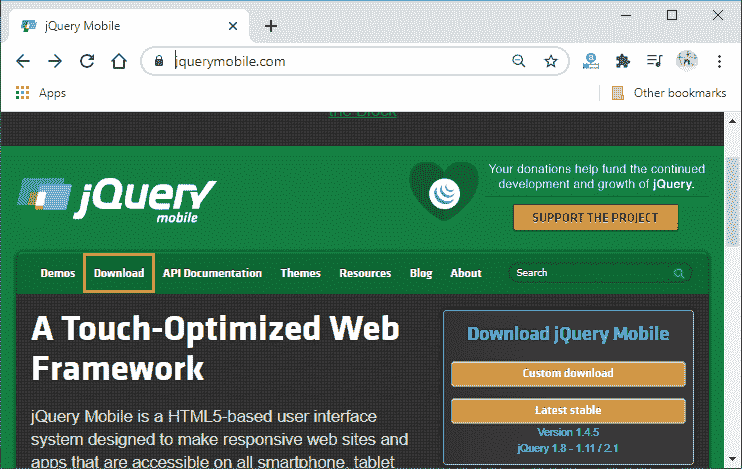 jQuery Mobile
jquerymobile.com
Apps
Other bookmarks
the Block
jQuery
mobile
Your donations help fund the continued
development and growth of jQuery.
SUPPORT THE PROJECT
Demos Download API Documentation Themes Resources Blog About Search
A Touch-Optimized Web
Framework
jQuery Mobile is a HTML5-based user interface
system designed to make responsive web sites and
apps that are accessible on all smartphone, tablet
Download jQuery Mobile
Custom download
Latest stable
Version 1.4.5
jQuery 1.8 - 1.11 / 2.1